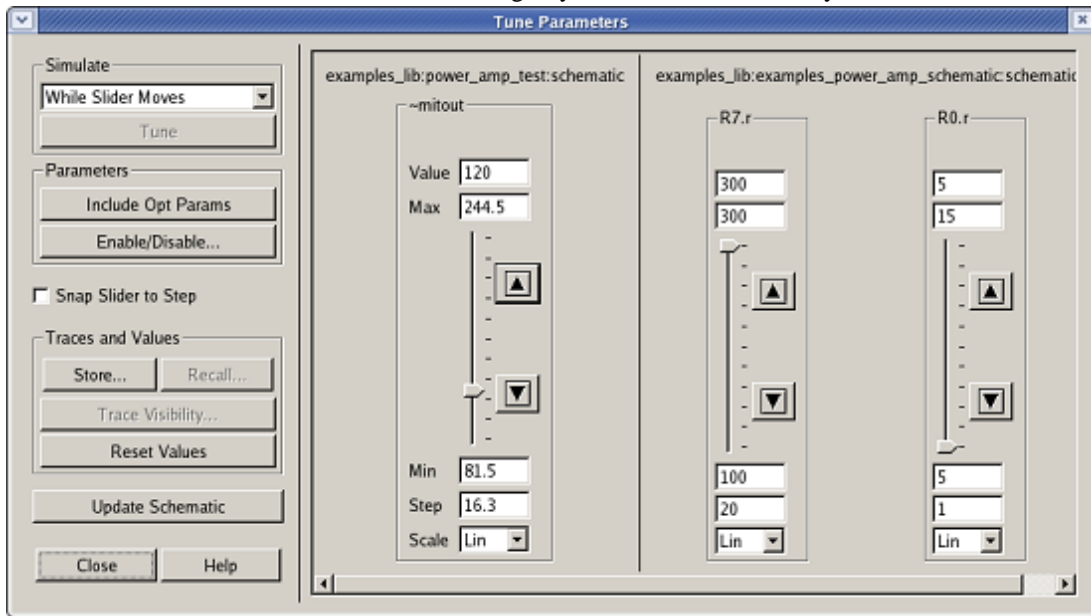 Tune Parameters
Simulate
While Slider Moves
Tune
Parameters
Include Opt Params
Enable/Disable...
Snap Slider to Step
Traces and Values
Store... Recall...
Trace Visibility...
Reset Values
Update Schematic
Close Help
examples_lib:power_amp_test:schematic
~mitout
Value 120
Max 244.5
Min 81.5
Step 16.3
Scale Lin
examples_lib:examples_power_amp_schematic:schematic
R7.r
300
300
100
20
Lin
R0.r
5
15
5
1
Lin